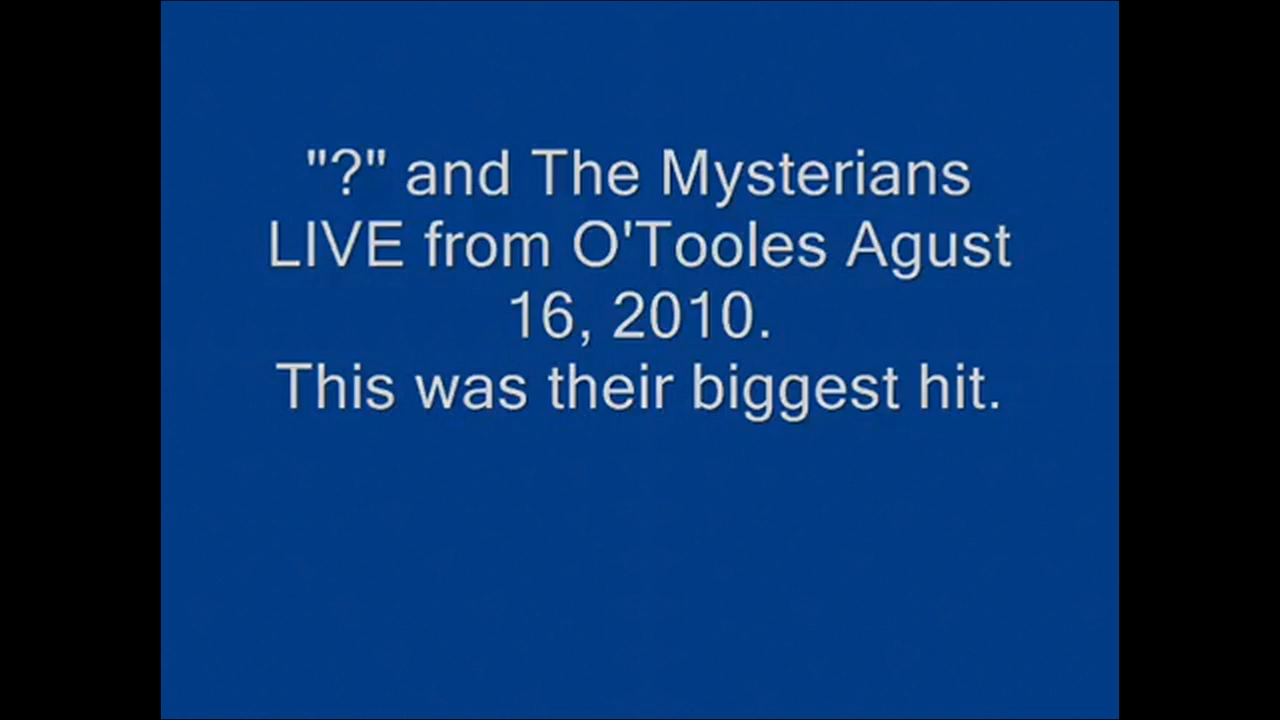 "?" and The Mysterians
LIVE from O'Tooles Agust
16, 2010.
This was their biggest hit.